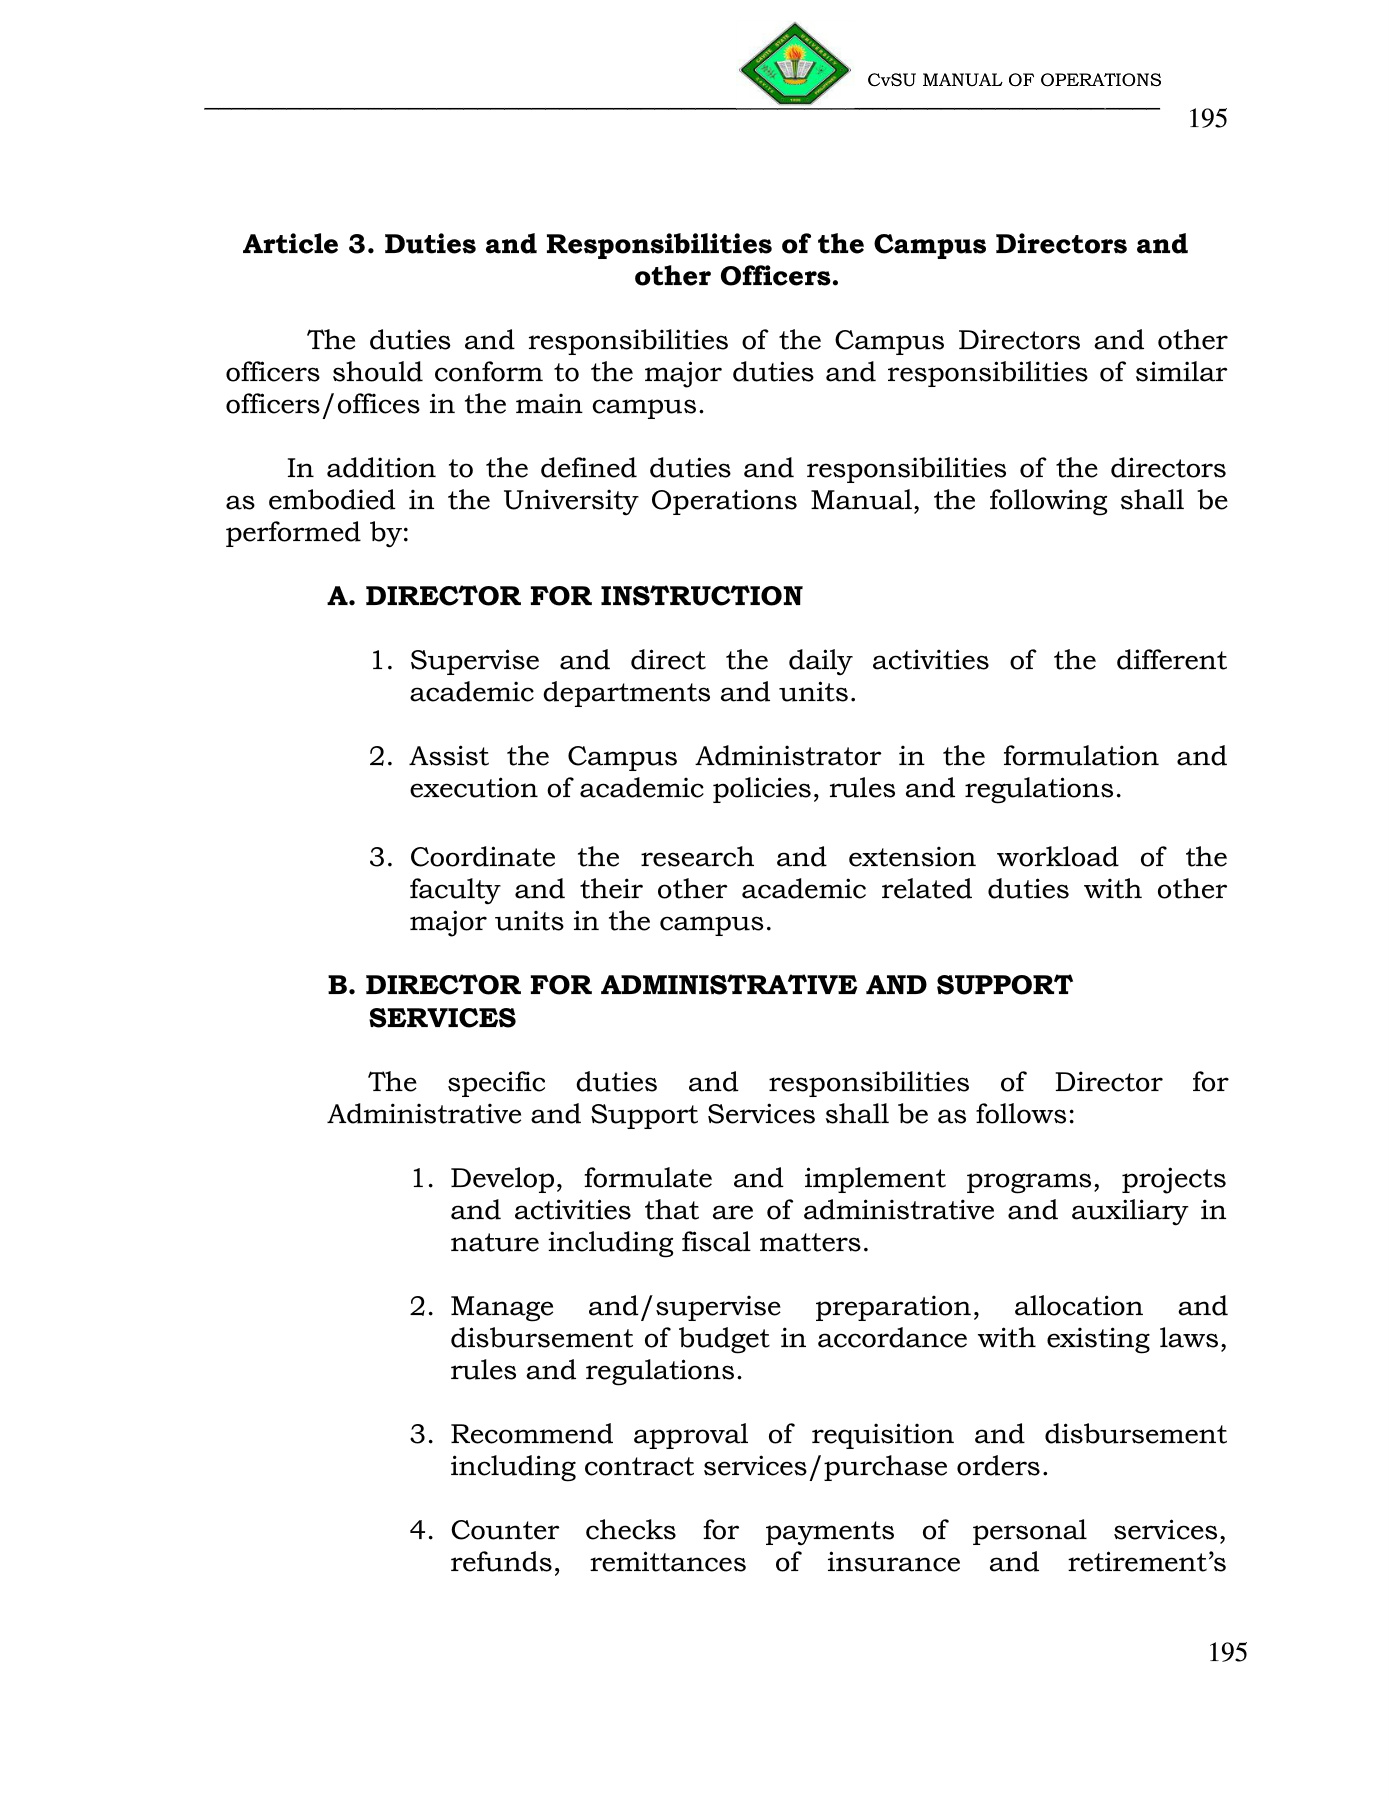 CvSU MANUAL OF OPERATIONS
195
Article 3. Duties and Responsibilities of the Campus Directors and
other Officers.
The duties and responsibilities of the Campus Directors and other
officers should conform to the major duties and responsibilities of similar
officers/offices in the main campus.
In addition to the defined duties and responsibilities of the directors
as embodied in the University Operations Manual, the following shall be
performed by:
A. DIRECTOR FOR INSTRUCTION
1. Supervise and direct the daily activities of the different
academic departments and units.
2. Assist the Campus Administrator in the formulation and
execution of academic policies, rules and regulations.
3. Coordinate the research and extension workload of the
faculty and their other academic related duties with other
major units in the campus.
B. DIRECTOR FOR ADMINISTRATIVE AND SUPPORT
SERVICES
The specific duties and responsibilities of Director for
Administrative and Support Services shall be as follows:
1. Develop, formulate and implement programs, projects
and activities that are of administrative and auxiliary in
nature including fiscal matters.
2. Manage and/supervise preparation, allocation and
disbursement of budget in accordance with existing laws,
rules and regulations.
3. Recommend approval of requisition and disbursement
including contract services/purchase orders.
4. Counter checks for payments of personal services,
refunds, remittances of insurance and retirement’s
195